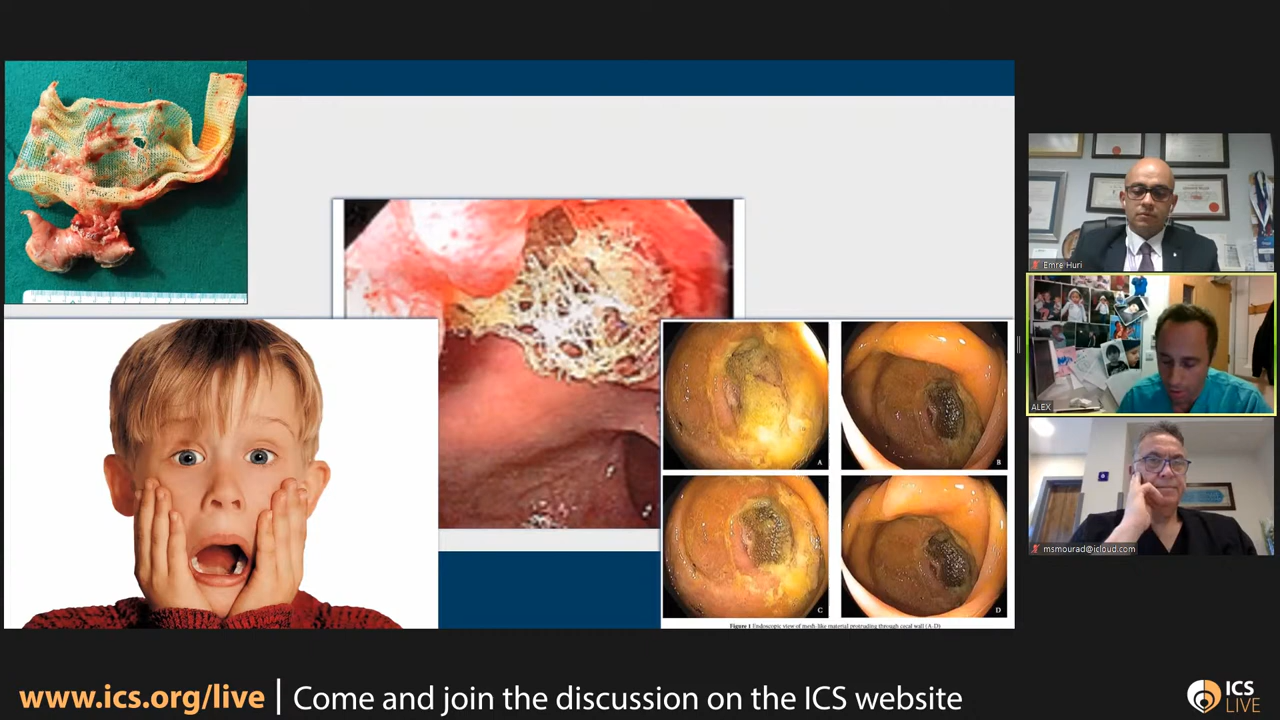 Emre Huri
ALEX
msmourad@icloud.com
A
B
C
D
Figure 1 Endoscopic view of mesh-like material protruding through cecal wall (A-D)
www.ics.org/live | Come and join the discussion on the ICS website
ICS
LIVE